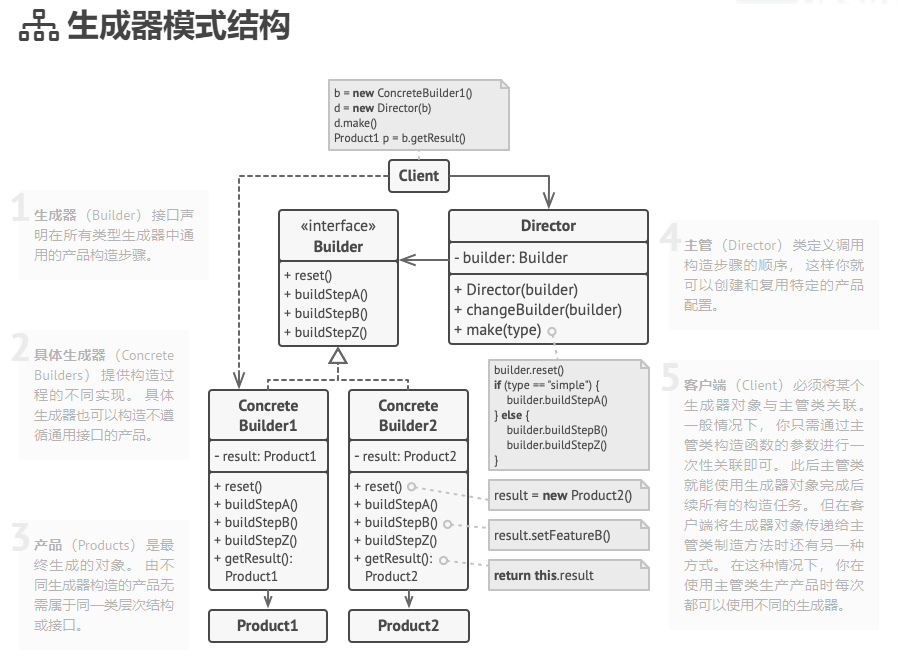 生成器模式结构
b = new ConcreteBuilder1()
d = new Director(b)
d.make()
Product1 p = b.getResult()
Client
1
生成器 （Builder） 接口声
明在所有类型生成器中通
用的产品构造步骤。
«interface»
Builder
+ reset()
+ buildStepA()
+ buildStepB()
+ buildStepZ()
Director
- builder: Builder
+ Director(builder)
+ changeBuilder(builder)
+ make(type)
4
主管 （Director） 类定义调用
构造步骤的顺序， 这样你就
可以创建和复用特定的产品
配置。
2
具体生成器 （Concrete
Builders） 提供构造过
程的不同实现。 具体
生成器也可以构造不遵
循通用接口的产品。
builder.reset()
if (type == "simple") {
builder.buildStepA()
} else {
builder.buildStepB()
builder.buildStepZ()
}
Concrete
Builder1
- result: Product1
+ reset()
+ buildStepA()
+ buildStepB()
+ buildStepZ()
+ getResult():
Product1
Concrete
Builder2
- result: Product2
+ reset()
+ buildStepA()
+ buildStepB()
+ buildStepZ()
+ getResult():
Product2
result = new Product2()
result.setFeatureB()
return this.result
3
产品 （Products） 是最
终生成的对象。 由不
同生成器构造的产品无
需属于同一类层次结构
或接口。
Product1
Product2
5
客户端 （Client） 必须将某个
生成器对象与主管类关联。
一般情况下， 你只需通过主
管类构造函数的参数进行一
次性关联即可。 此后主管类
就能使用生成器对象完成后
续所有的构造任务。 但在客
户端将生成器对象传递给主
管类制造方法时还有另一种
方式。 在这种情况下， 你在
使用主管类生产产品时每次
都可以使用不同的生成器。